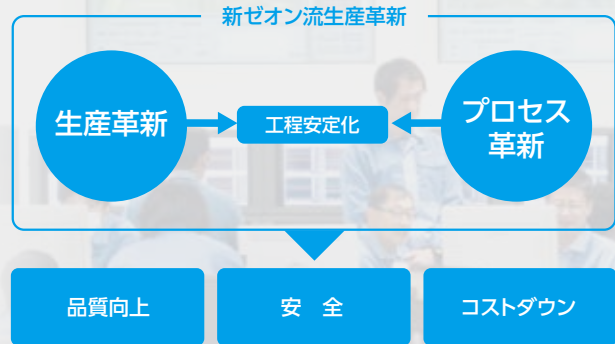 新ゼオン流生産革新
生産革新
工程安定化
プロセス
革新
品質向上
安　全
コストダウン